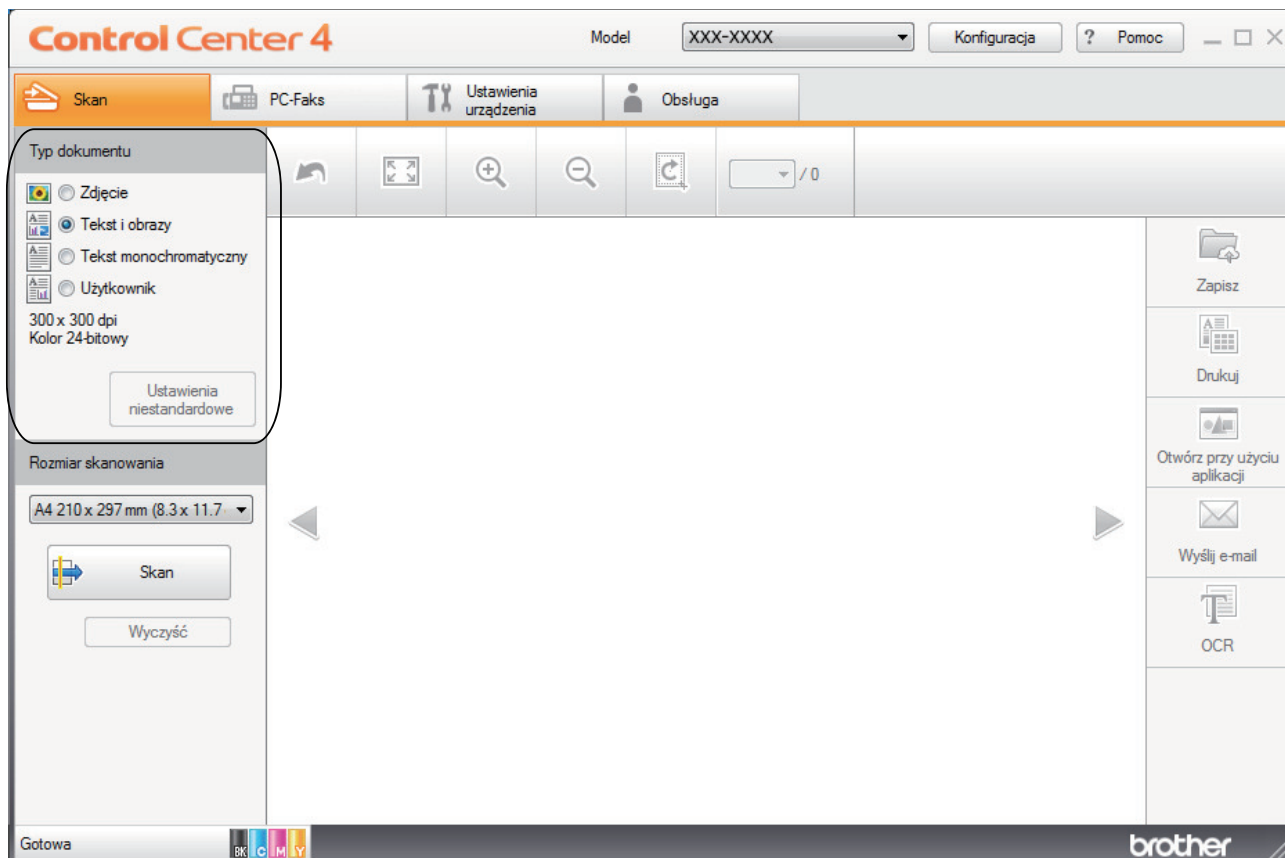 Control Center 4
Model
XXX-XXXX
Konfiguracja
? Pomoc
Skan
PC-Faks
Ustawienia
urządzenia
Obsługa
Typ dokumentu
Zdjęcie
Tekst i obrazy
Tekst monochromatyczny
Użytkownik
300 x 300 dpi
Kolor 24-bitowy
Ustawienia
niestandardowe
/ 0
Rozmiar skanowania
A4 210 x 297 mm (8.3 x 11.7
Skan
Wyczyść
Zapisz
Drukuj
Otwórz przy użyciu
aplikacji
Wyślij e-mail
OCR
Gotowa
BK C M Y
brother